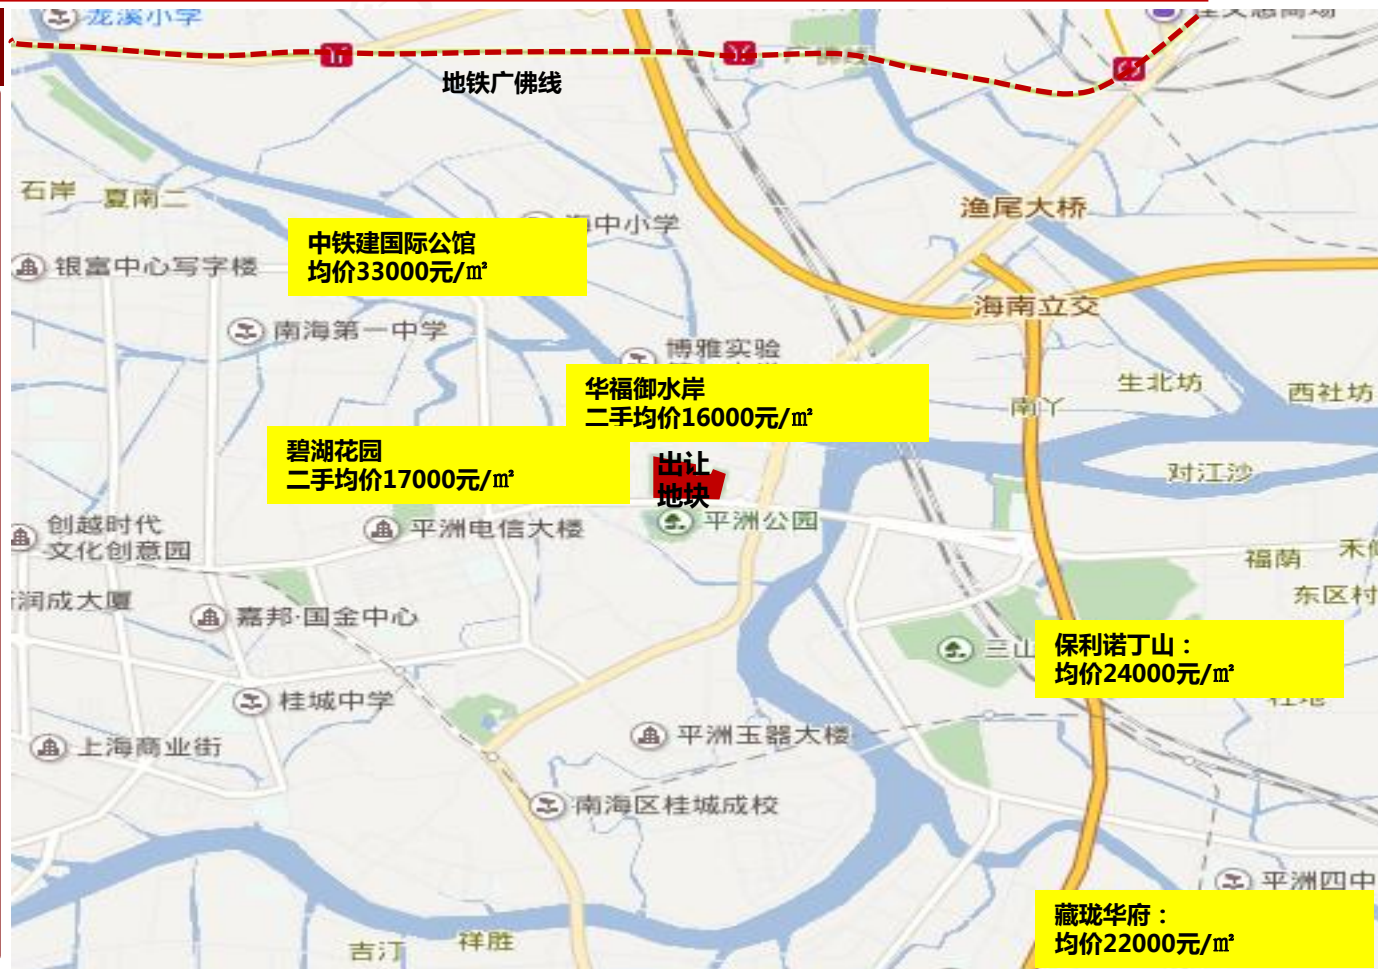 龙溪小学
地铁广佛线
广佛线
石岸
夏南二
海中小学
渔尾大桥
中铁建国际公馆
均价33000元/㎡
银富中心写字楼
海南立交
南海第一中学
博雅实验
华福御水岸
二手均价16000元/㎡
生北坊
西社坊
南丫
碧湖花园
二手均价17000元/㎡
出让
地块
对江沙
创越时代
文化创意园
平洲电信大楼
平洲公园
福荫
东区村
润成大厦
嘉邦·国金中心
三山
保利诺丁山：
均价24000元/㎡
桂城中学
上海商业街
平洲玉器大楼
南海区桂城成校
平洲四中
藏珑华府：
均价22000元/㎡
吉汀
祥胜